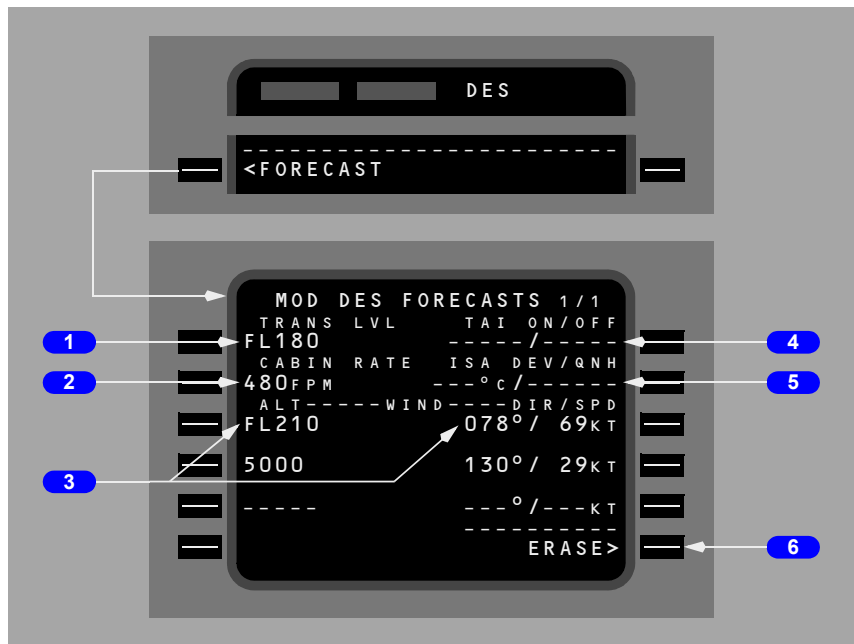 DES
--------------------------
<FORECAST
MOD DES FORECASTS 1/1
TRANS LVL TAI ON/OFF
1 FL180 -----/----- 4
CABIN RATE ISA DEV/QNH
2 480FPM ---°C/------ 5
ALT-----WIND----DIR/SPD
FL210 078°/ 69KT
3 5000 130°/ 29KT
----- ---°/---KT
----------
ERASE> 6